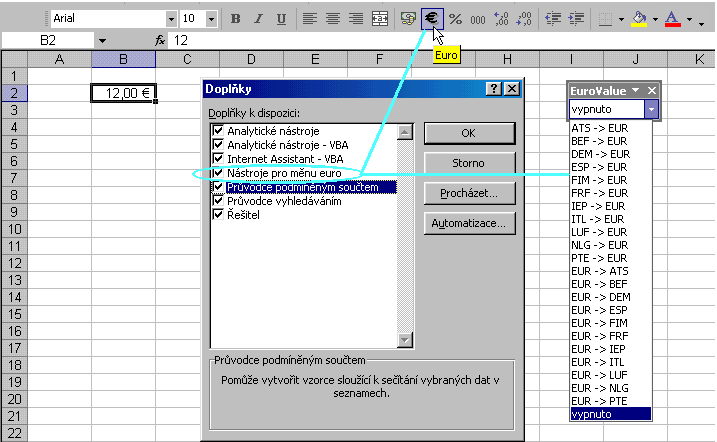 Arial 10 B I U € % 000
Euro
B2 fx 12
A B C D E F G H I J K
1
2 12,00 €
3
4
5
6
7
8
9
10
11
12
13
14
15
16
17
18
19
20
21
22
Doplňky
Doplňky k dispozici:
Analytické nástroje
Analytické nástroje - VBA
Internet Assistant - VBA
Nástroje pro měnu euro
Průvodce podmíněným součtem
Průvodce vyhledáváním
Řešitel
OK
Storno
Procházet...
Automatizace...
Průvodce podmíněným součtem
Pomůže vytvořit vzorce sloužící k sečítání vybraných dat v
seznamech.
EuroValue
vypnuto
ATS -> EUR
BEF -> EUR
DEM -> EUR
ESP -> EUR
FIM -> EUR
FRF -> EUR
IEP -> EUR
ITL -> EUR
LUF -> EUR
NLG -> EUR
PTE -> EUR
EUR -> ATS
EUR -> BEF
EUR -> DEM
EUR -> ESP
EUR -> FIM
EUR -> FRF
EUR -> IEP
EUR -> ITL
EUR -> LUF
EUR -> NLG
EUR -> PTE
vypnuto